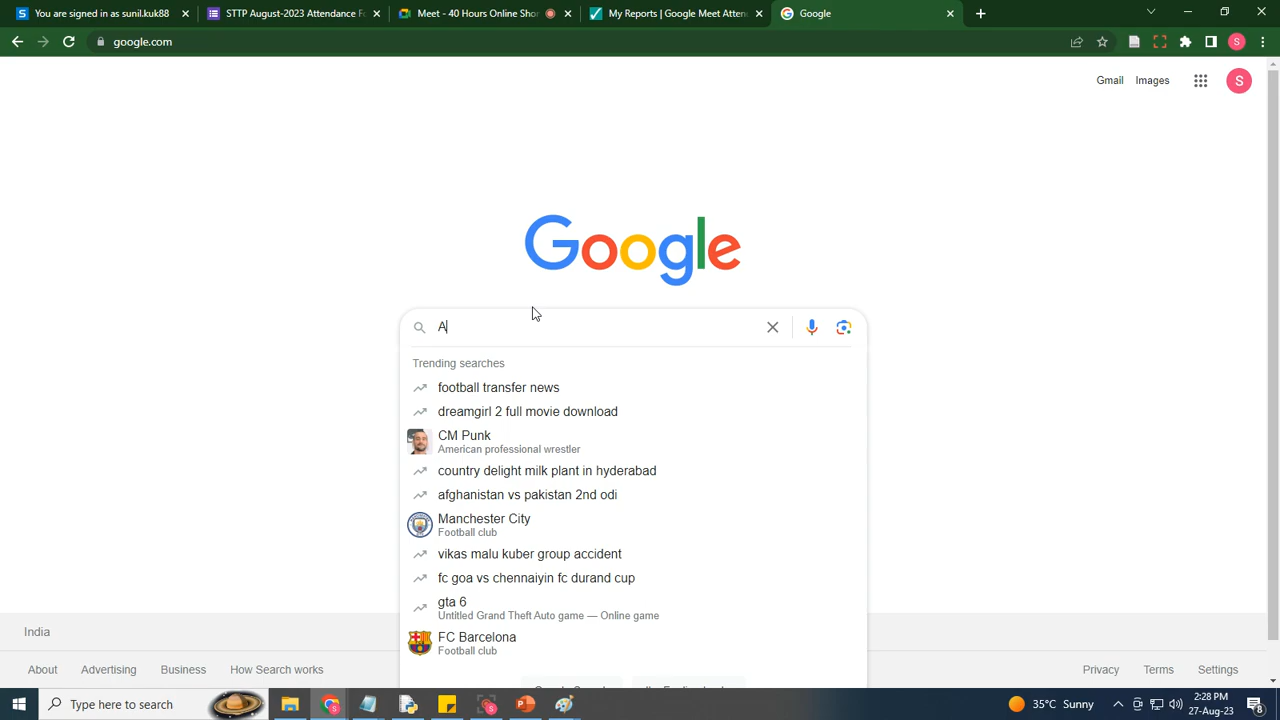 You are signed in as sunil.kuk88
STTP August-2023 Attendance Fo
Meet - 40 Hours Online Shor
My Reports | Google Meet Atten
Google
google.com
S
Gmail
Images
S
Google
A
Trending searches
football transfer news
dreamgirl 2 full movie download
CM Punk
American professional wrestler
country delight milk plant in hyderabad
afghanistan vs pakistan 2nd odi
Manchester City
Football club
vikas malu kuber group accident
fc goa vs chennaiyin fc durand cup
gta 6
Untitled Grand Theft Auto game — Online game
FC Barcelona
Football club
India
About
Advertising
Business
How Search works
Privacy
Terms
Settings
Type here to search
35°C Sunny
2:28 PM
27-Aug-23
8